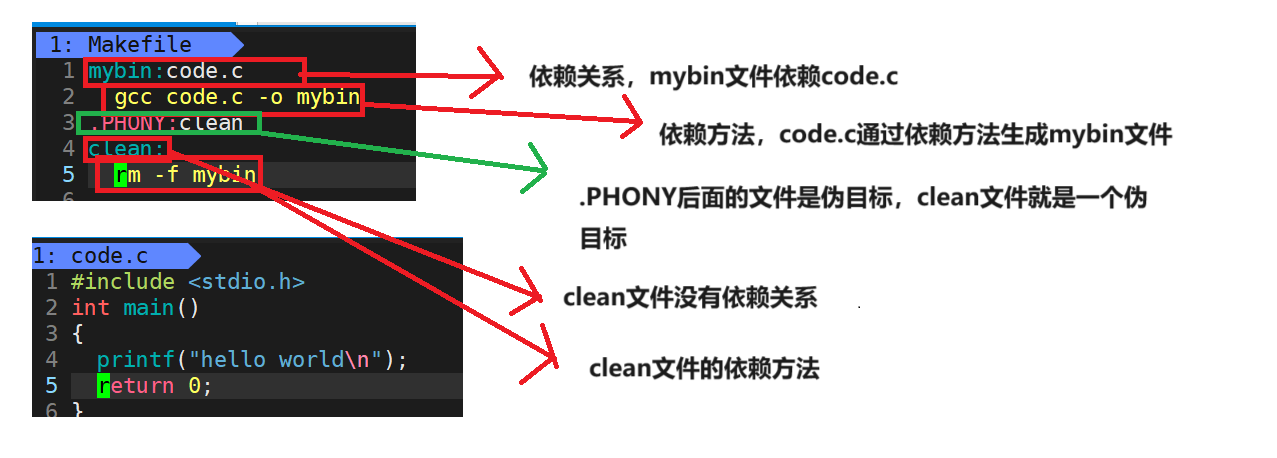 1: Makefile
1 mybin:code.c
2 gcc code.c -o mybin
3 .PHONY:clean
4 clean:
5 rm -f mybin
6
依赖关系，mybin文件依赖code.c
依赖方法，code.c通过依赖方法生成mybin文件
.PHONY后面的文件是伪目标，clean文件就是一个伪
目标
1: code.c
1 #include <stdio.h>
2 int main()
3 {
4 printf("hello world\n");
5 return 0;
6 }
clean文件没有依赖关系
clean文件的依赖方法